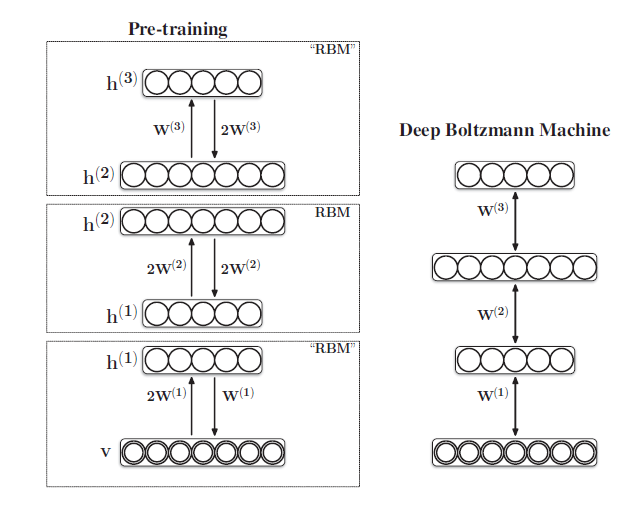 Pre-training
"RBM"
h(3)
W(3) 2W(3)
h(2)
RBM
h(2)
2W(2) 2W(2)
h(1)
"RBM"
h(1)
2W(1) W(1)
v
Deep Boltzmann Machine
W(3)
W(2)
W(1)